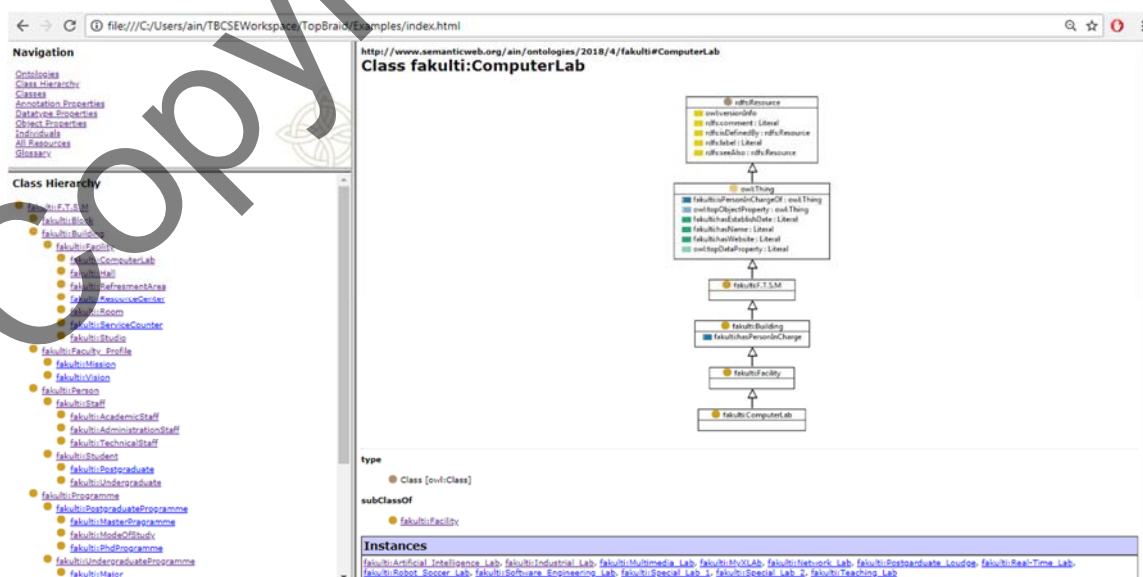 file:///C:/Users/ain/TBCSEWorkspace/TopBraid/Examples/index.html
Navigation
Ontologies
Class Hierarchy
Classes
Annotation Properties
Datatype Properties
Object Properties
Individuals
All Resources
Glossary
Class Hierarchy
fakulti:F.T.S.M
fakulti:Block
fakulti:Building
fakulti:Facility
fakulti:ComputerLab
fakulti:Hall
fakulti:RefresmentArea
fakulti:ResourceCenter
fakulti:Room
fakulti:ServiceCounter
fakulti:Studio
fakulti:Faculty_Profile
fakulti:Mission
fakulti:Vision
fakulti:Person
fakulti:Staff
fakulti:AcademicStaff
fakulti:AdministrationStaff
fakulti:TechnicalStaff
fakulti:Student
fakulti:Postgraduate
fakulti:Undergraduate
fakulti:Programme
fakulti:PostgraduateProgramme
fakulti:MasterPragramme
fakulti:ModeOfStudy
fakulti:PhdProgramme
fakulti:UndergraduateProgramme
fakulti:Major
http://www.semanticweb.org/ain/ontologies/2018/4/fakulti#ComputerLab
Class fakulti:ComputerLab
rdfs:Resource
owl:versionInfo
rdfs:comment : Literal
rdfs:isDefinedBy : rdfs:Resource
rdfs:label : Literal
rdfs:seeAlso : rdfs:Resource
owl:Thing
fakulti:isPersonInChargeOf : owl:Thing
owl:topObjectProperty : owl:Thing
fakulti:hasEstablishDate : Literal
fakulti:hasName : Literal
fakulti:hasWebsite : Literal
owl:topDataProperty : Literal
fakulti:F.T.S.M
fakulti:Building
fakulti:hasPersonInCharge
fakulti:Facility
fakulti:ComputerLab
type
Class [owl:Class]
subClassOf
fakulti:Facility
Instances
fakulti:Artificial_Intelligence_Lab, fakulti:Industrial_Lab, fakulti:Multimedia_Lab, fakulti:MyXLAb, fakulti:Network_Lab, fakulti:Postgarduate_Loudge, fakulti:Real-Time_Lab,
fakulti:Robot_Soccer_Lab, fakulti:Software_Engineering_Lab, fakulti:Special_Lab_1, fakulti:Special_Lab_2, fakulti:Teaching_Lab